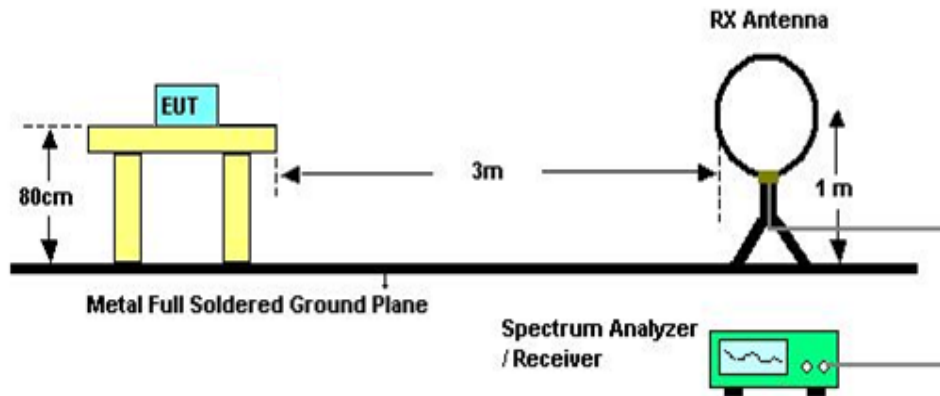 RX Antenna
EUT
3m
80cm
1 m
Metal Full Soldered Ground Plane
Spectrum Analyzer
/ Receiver